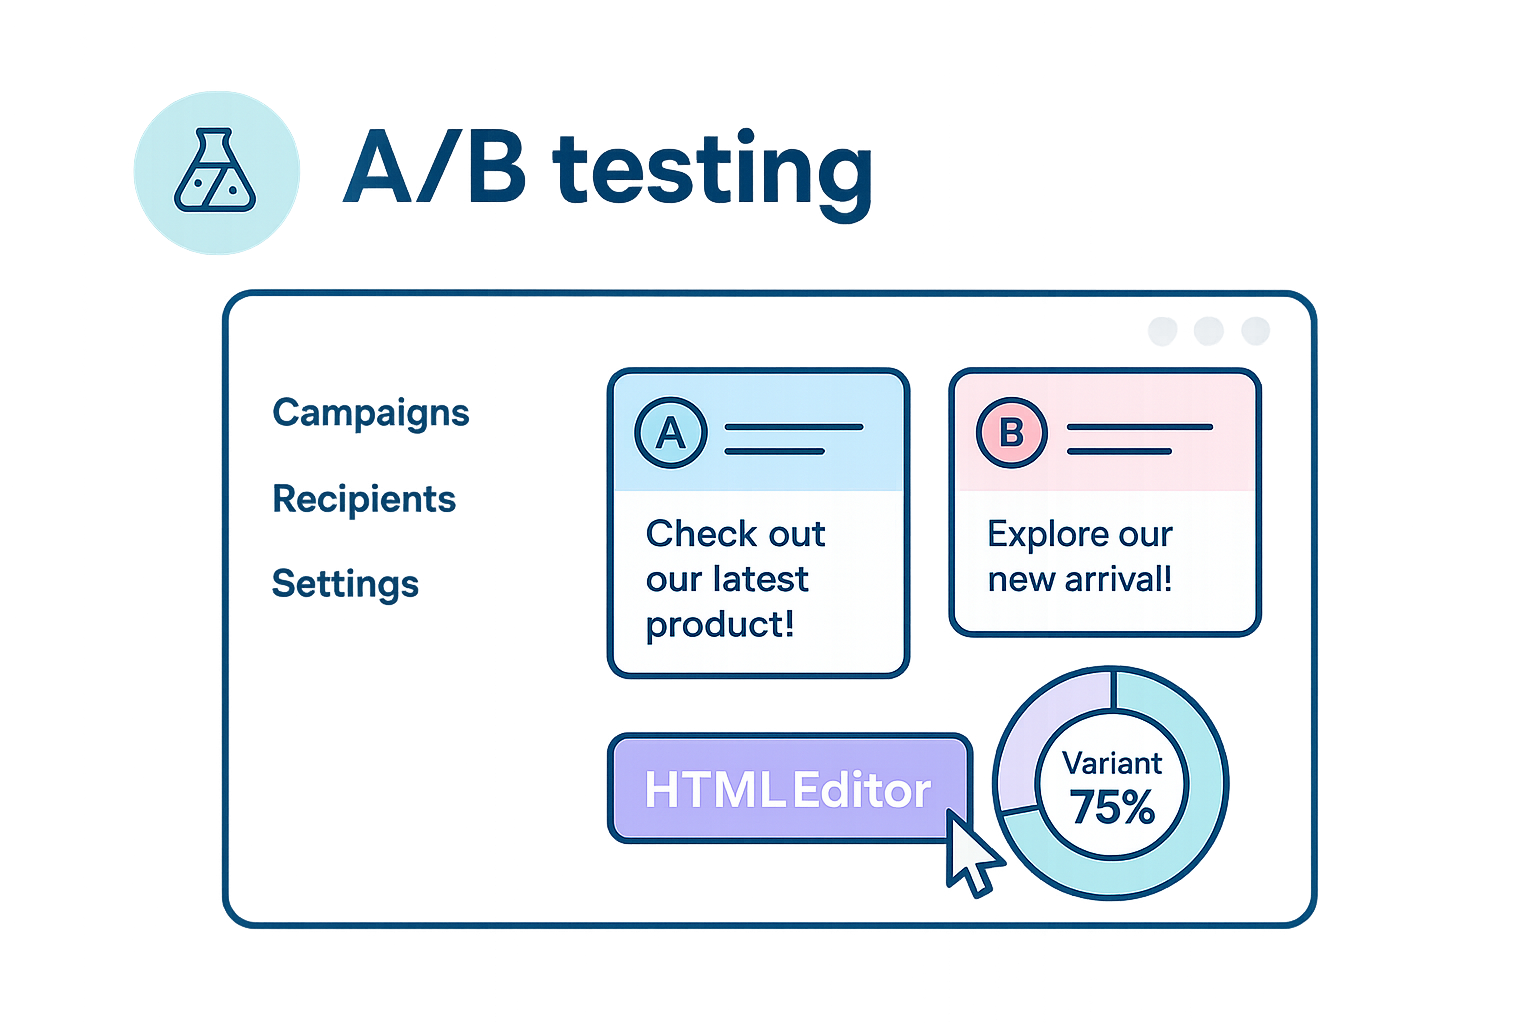 A/B testing
Campaigns
Recipients
Settings
A
Check out
our latest
product!
B
Explore our
new arrival!
HTML Editor
Variant
75%